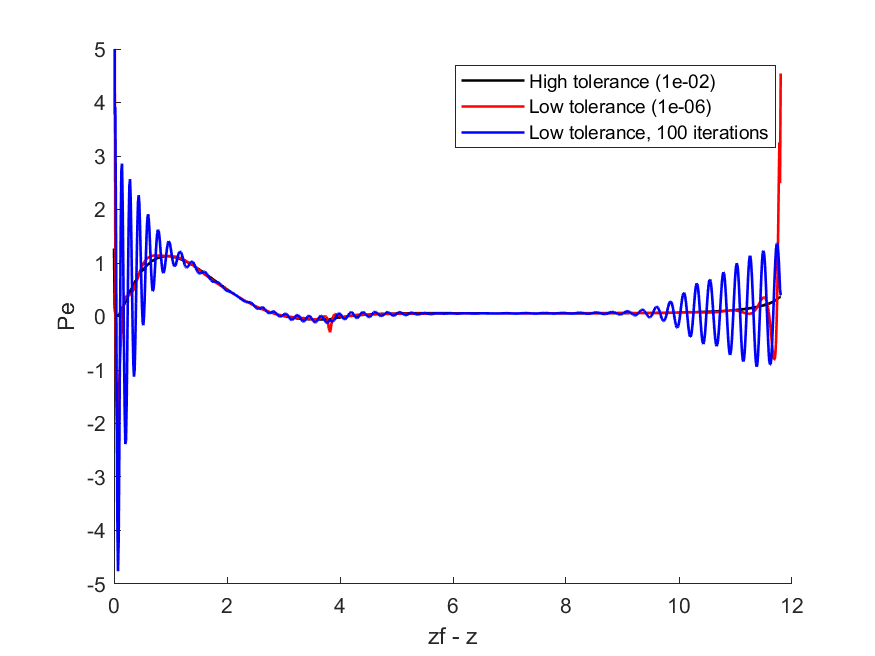 High tolerance (1e-02)
Low tolerance (1e-06)
Low tolerance, 100 iterations
5
4
3
2
1
0
-1
-2
-3
-4
-5
Pe
0 2 4 6 8 10 12
zf - z